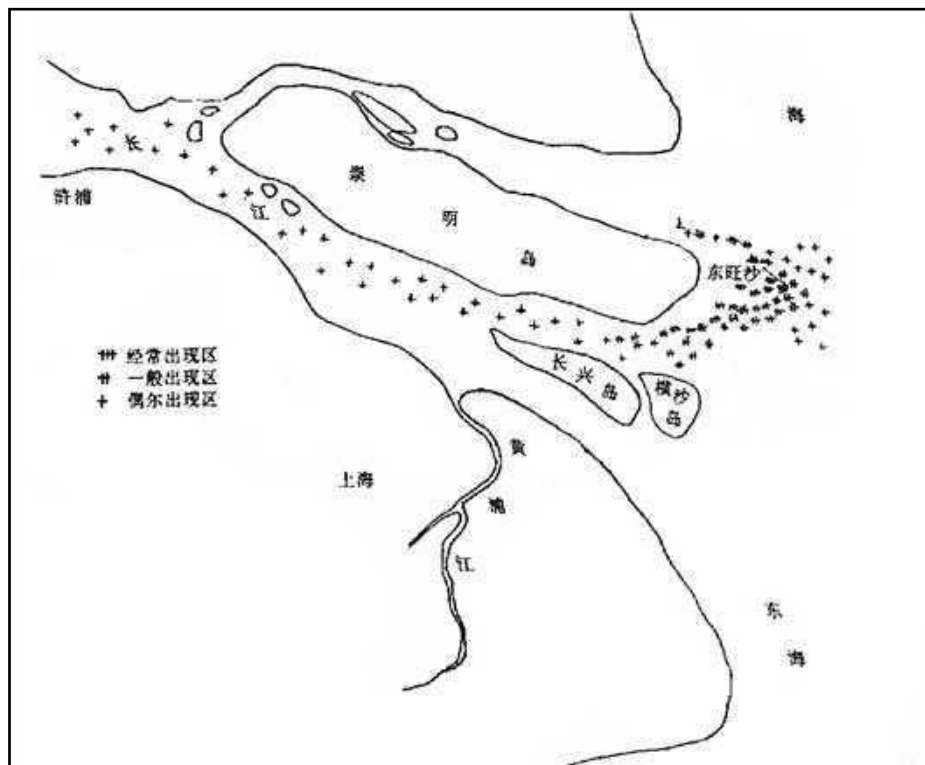 海
长
江
浒浦
崇
明
岛
东旺沙
经常出现区
一般出现区
偶尔出现区
长兴岛
横沙
岛
上海
黄
浦
江
东
海